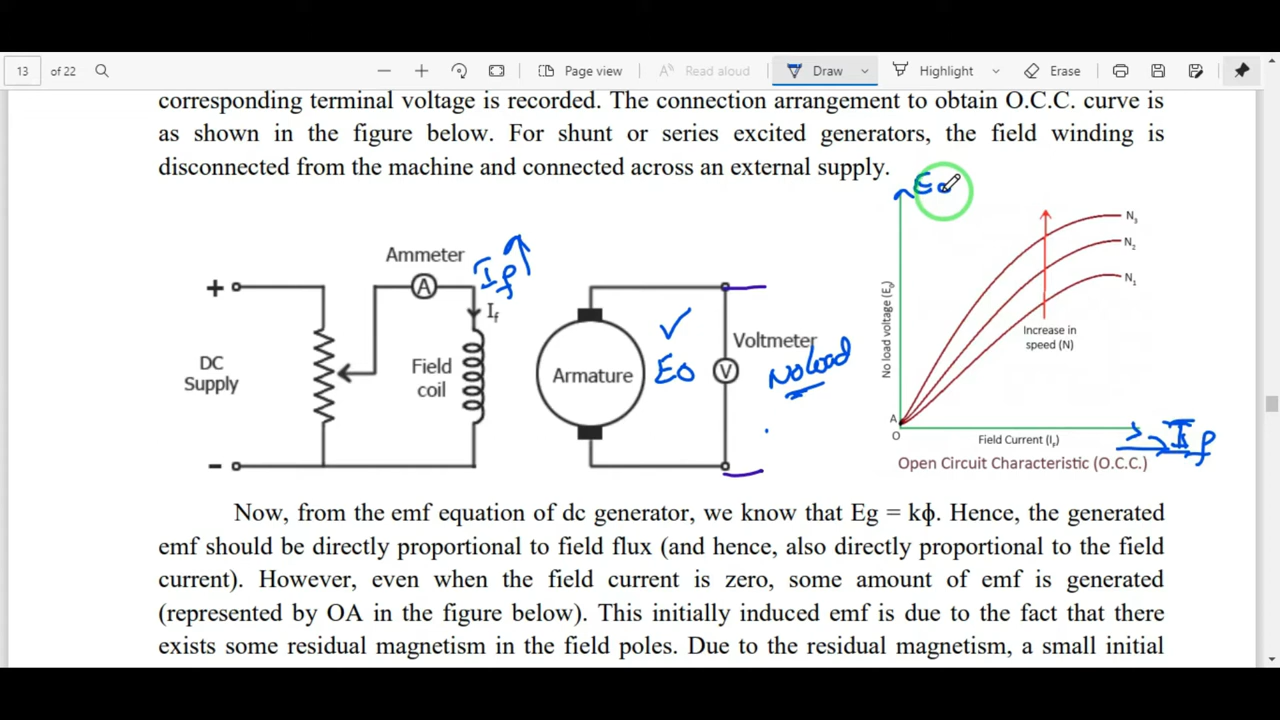 13 of 22 Page view Read aloud Draw Highlight Erase
corresponding terminal voltage is recorded. The connection arrangement to obtain O.C.C. curve is
as shown in the figure below. For shunt or series excited generators, the field winding is
disconnected from the machine and connected across an external supply.
Eo
Ammeter
If
+
A
If
DC
Supply
Field
coil
-
Armature
Eo
Voltmeter
V
No load
No load voltage (E0)
N3
N2
N1
Increase in
speed (N)
A
O
Field Current (If)
If
Open Circuit Characteristic (O.C.C.)
Now, from the emf equation of dc generator, we know that Eg = kϕ. Hence, the generated
emf should be directly proportional to field flux (and hence, also directly proportional to the field
current). However, even when the field current is zero, some amount of emf is generated
(represented by OA in the figure below). This initially induced emf is due to the fact that there
exists some residual magnetism in the field poles. Due to the residual magnetism, a small initial